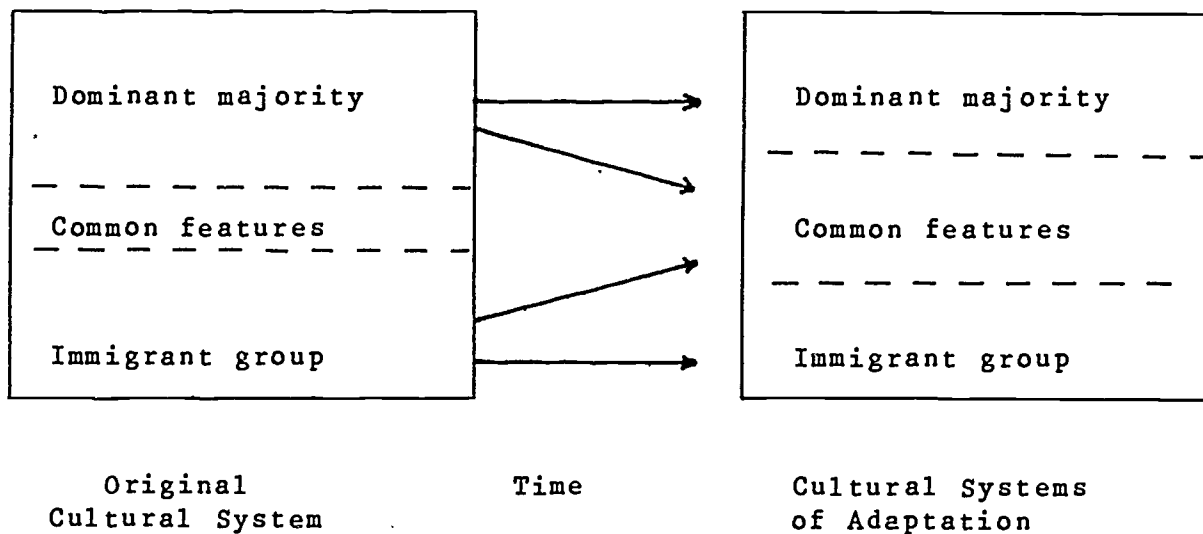 Dominant majority
Common features
Immigrant group
Dominant majority
Common features
Immigrant group
Original
Cultural System
Time
Cultural Systems
of Adaptation